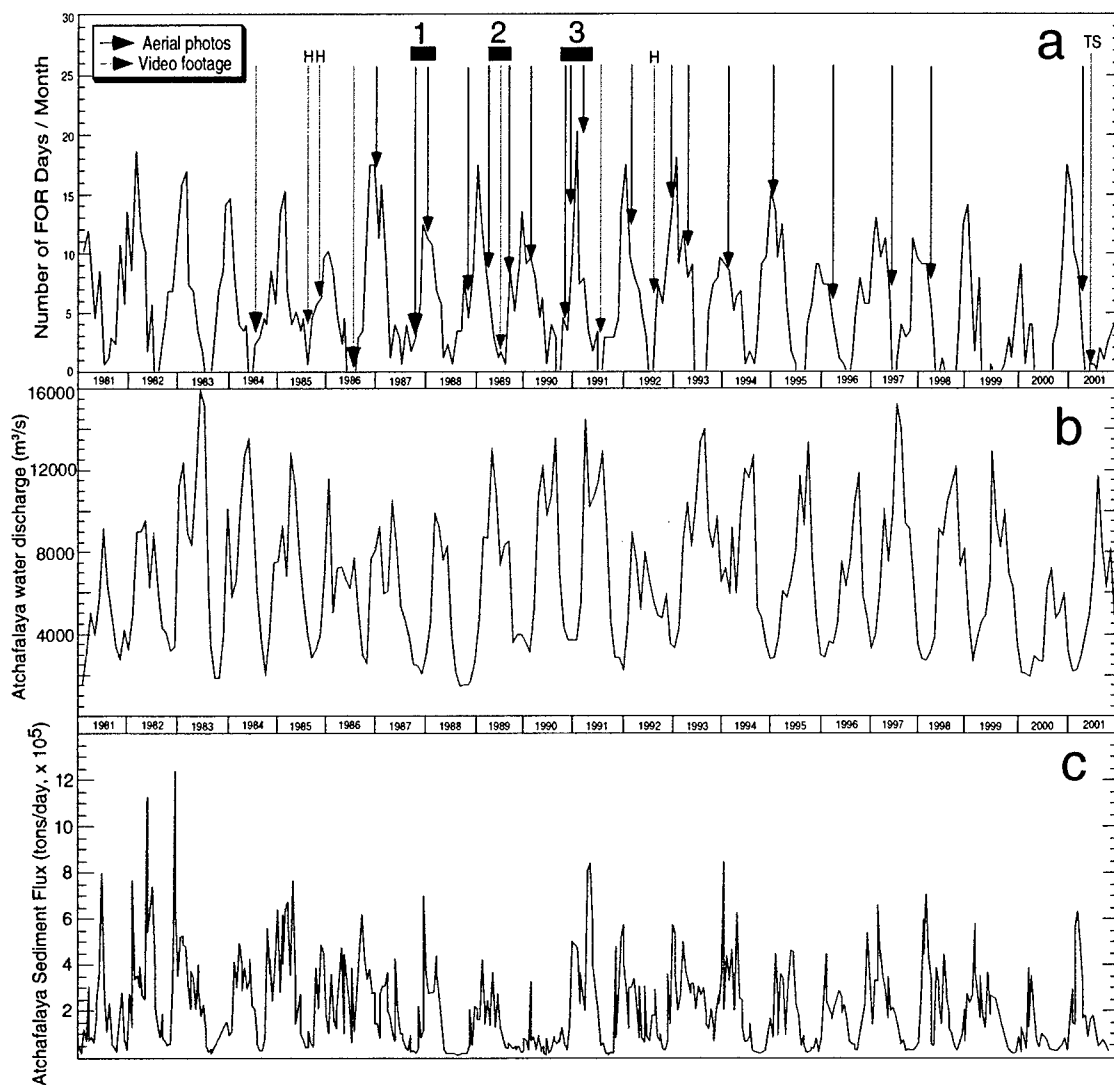 30
25
20
15
10
5
0
Number of FOR Days / Month
Aerial photos
Video footage
H H
1
2
3
H
a
TS
1981 1982 1983 1984 1985 1986 1987 1988 1989 1990 1991 1992 1993 1994 1995 1996 1997 1998 1999 2000 2001
16000
12000
8000
4000
Atchafalaya water discharge (m³/s)
b
1981 1982 1983 1984 1985 1986 1987 1988 1989 1990 1991 1992 1993 1994 1995 1996 1997 1998 1999 2000 2001
12
10
8
6
4
2
Atchafalaya Sediment Flux (tons/day, x 10⁵)
c